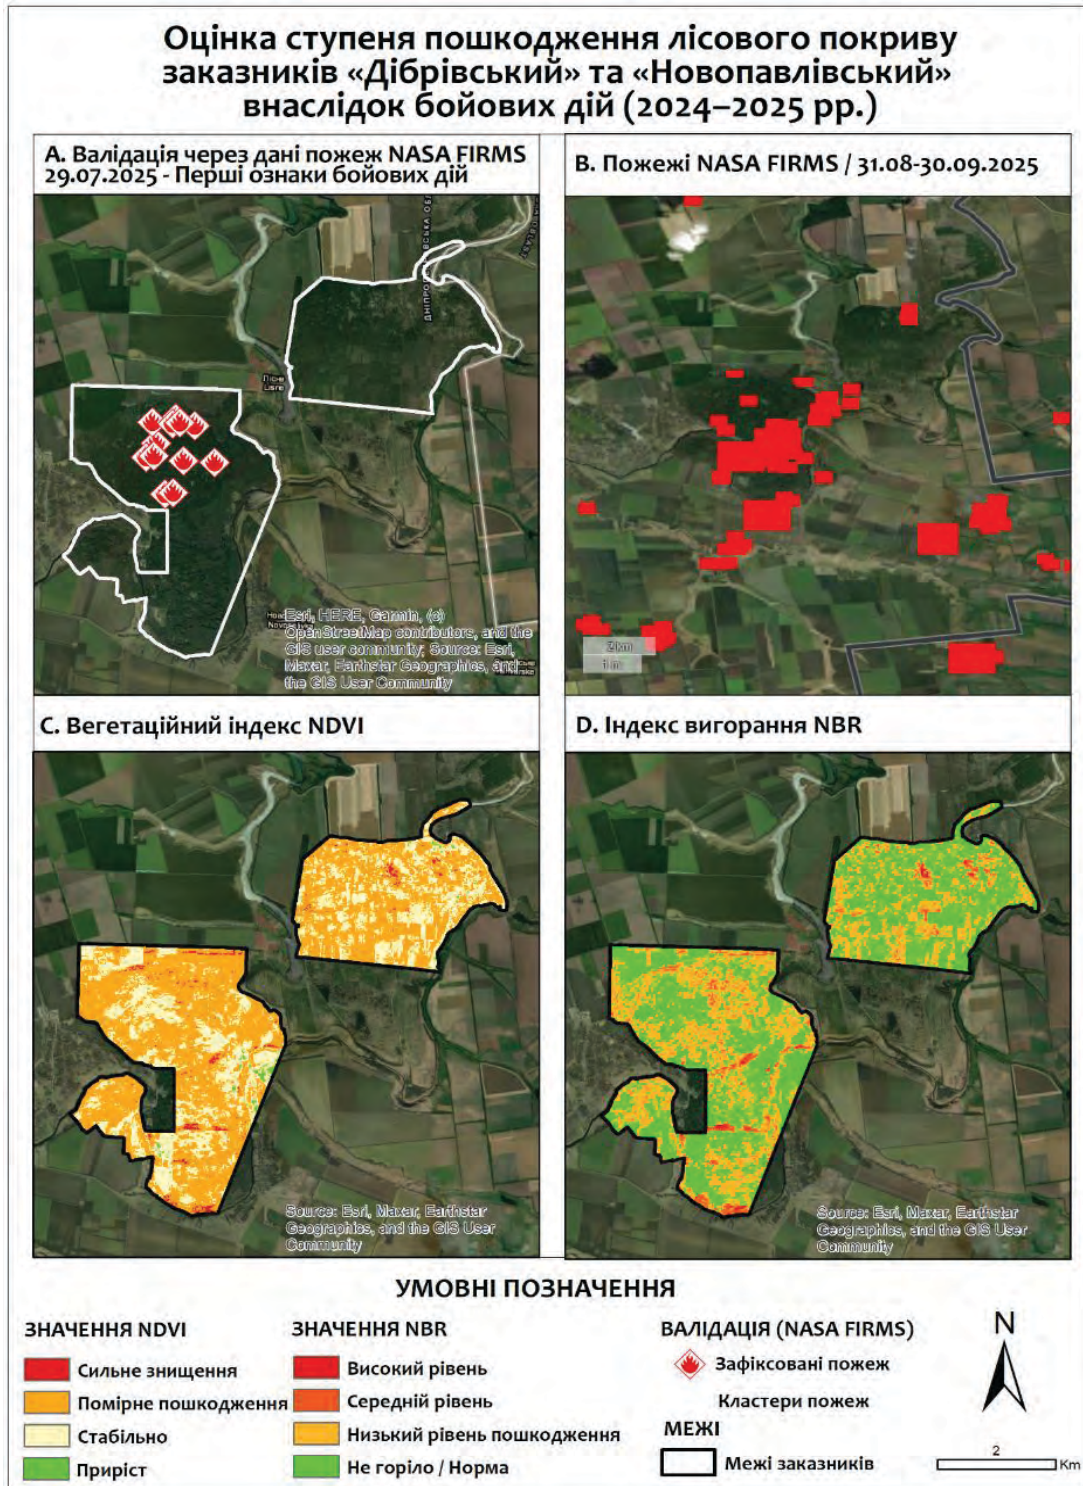 Оцінка ступеня пошкодження лісового покриву
заказників «Дібрівський» та «Новопавлівський»
внаслідок бойових дій (2024–2025 рр.)
A. Валідація через дані пожеж NASA FIRMS
29.07.2025 - Перші ознаки бойових дій
B. Пожежі NASA FIRMS / 31.08-30.09.2025
Lisne
Esri, HERE, Garmin, (c)
OpenStreetMap contributors, and the
GIS user community; Source: Esri,
Maxar, Earthstar Geographics, and
the GIS User Community
2 km
1 m
C. Вегетаційний індекс NDVI
D. Індекс вигорання NBR
Source: Esri, Maxar, Earthstar
Geographics, and the GIS User
Community
Source: Esri, Maxar, Earthstar
Geographics, and the GIS User
Community
УМОВНІ ПОЗНАЧЕННЯ
ЗНАЧЕННЯ NDVI
Сильне знищення
Помірне пошкодження
Стабільно
Приріст
ЗНАЧЕННЯ NBR
Високий рівень
Середній рівень
Низький рівень пошкодження
Не горіло / Норма
ВАЛІДАЦІЯ (NASA FIRMS)
Зафіксовані пожеж
Кластери пожеж
МЕЖІ
Межі заказників
N
2
Km